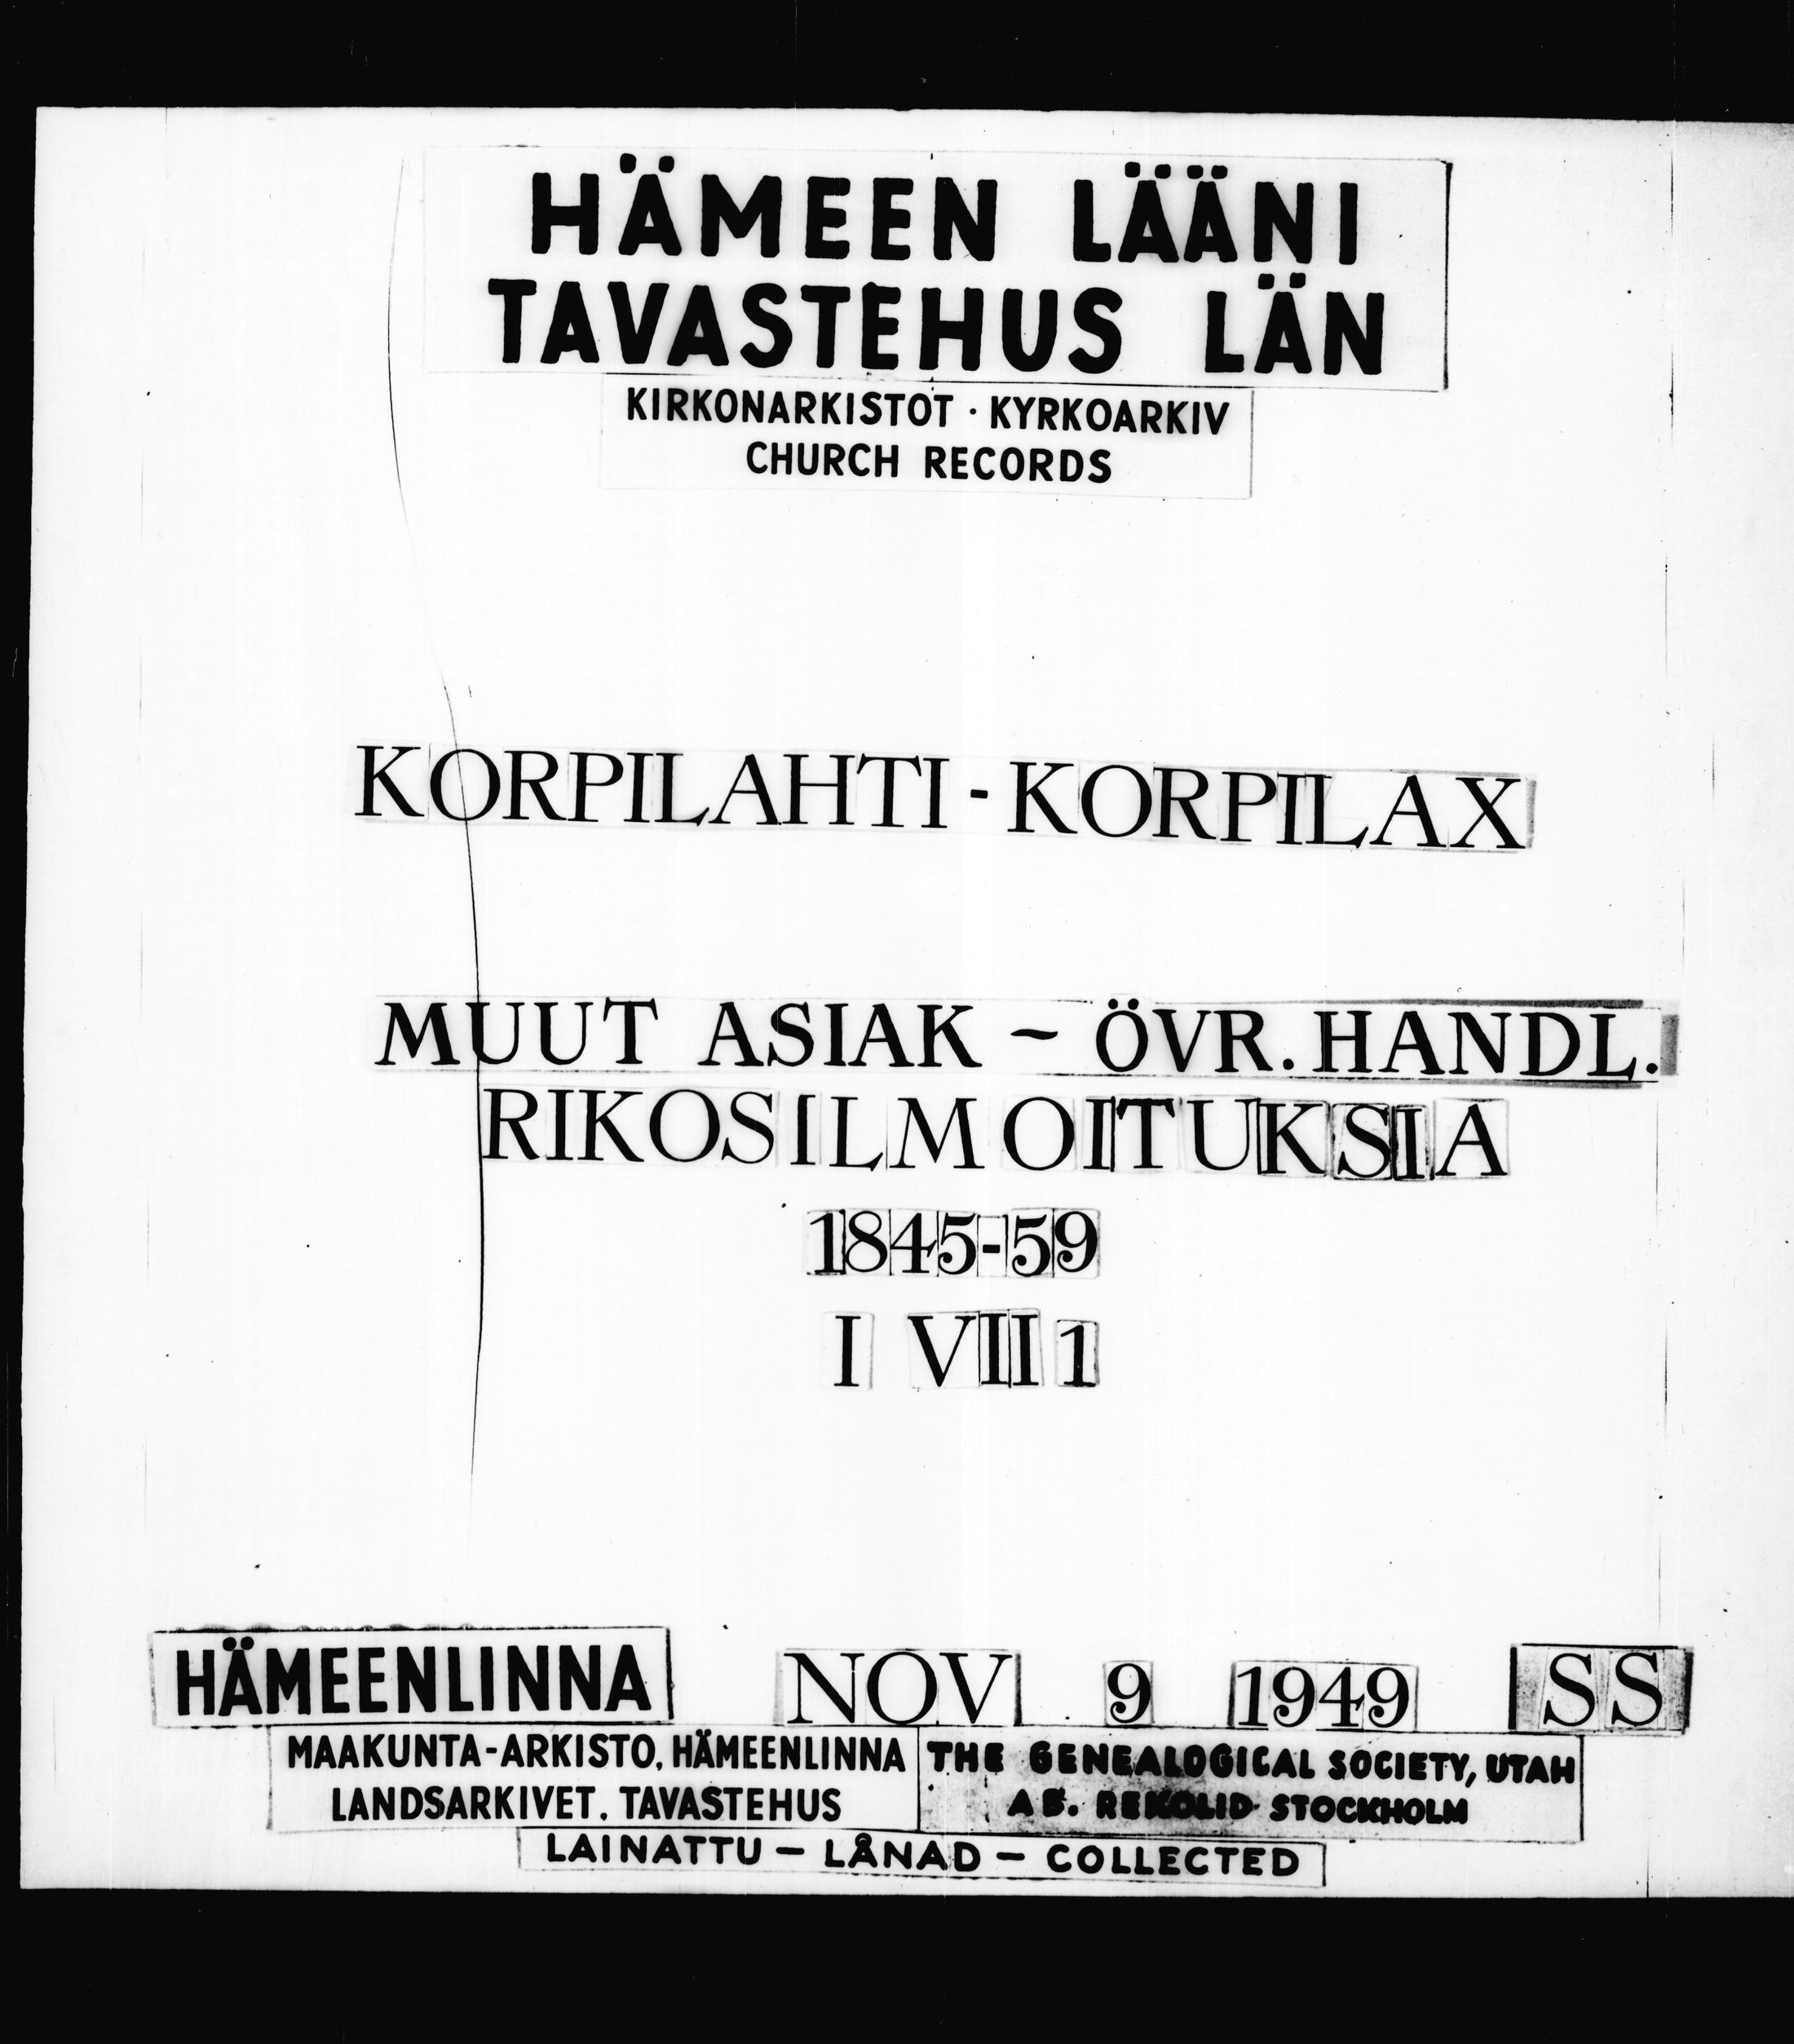 HÄMEEN LÄÄNI
TAVASTEHUS LÄN
KIRKONARKISTOT · KYRKOARKIV
CHURCH RECORDS
KORPILAHTI - KORPILAX
MUUT ASIAK – ÖVR. HANDL.
RIKOSILMOITUKSIA
1845-59
I VII 1
HÄMEENLINNA NOV 9 1949 SS
MAAKUNTA-ARKISTO, HÄMEENLINNA
LANDSARKIVET. TAVASTEHUS
THE GENEALOGICAL SOCIETY, UTAH
AB. REKOLID STOCKHOLM
LAINATTU – LÅNAD – COLLECTED